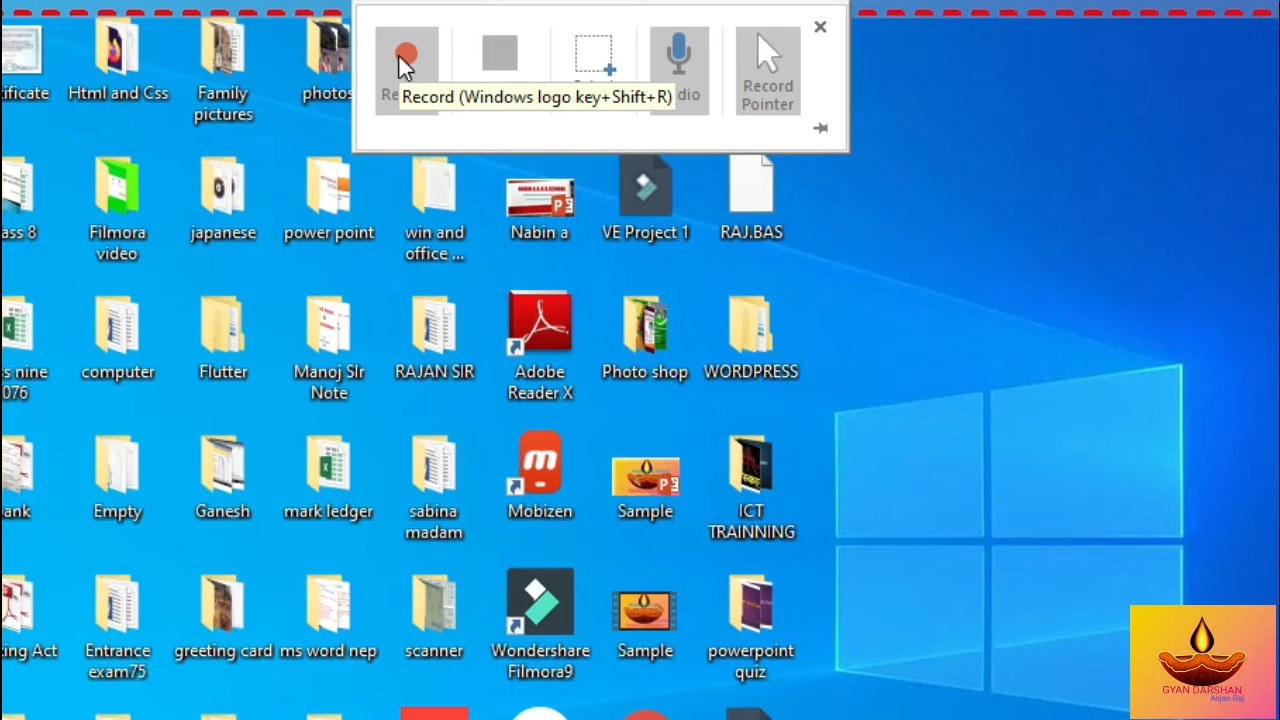 Record (Windows logo key+Shift+R)
Re
dio
Record
Pointer
ificate
Html and Css
Family
pictures
photos
ass 8
Filmora
video
japanese
power point
win and
office ...
Nabin a
VE Project 1
RAJ.BAS
ss nine
076
computer
Flutter
Manoj SIr
Note
RAJAN SIR
Adobe
Reader X
Photo shop
WORDPRESS
ank
Empty
Ganesh
mark ledger
sabina
madam
Mobizen
Sample
ICT
TRAINNING
ing Act
Entrance
exam75
greeting card
ms word nep
scanner
Wondershare
Filmora9
Sample
powerpoint
quiz
GYAN DARSHAN
Anjan Raj